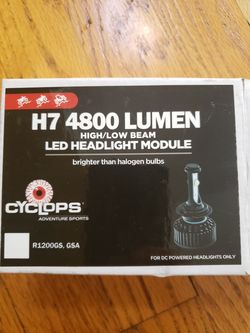 H7 4800 LUMEN
HIGH/LOW BEAM
LED HEADLIGHT MODULE
brighter than halogen bulbs
CYCLOPS
ADVENTURE SPORTS
R1200GS, GSA
FOR DC POWERED HEADLIGHTS ONLY